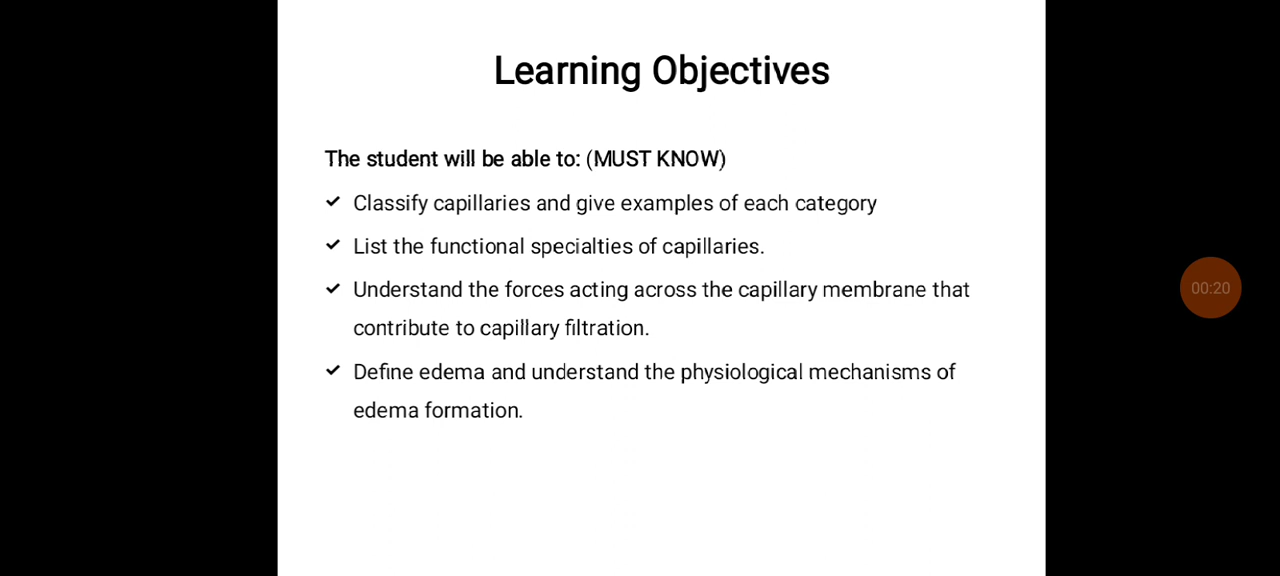 Learning Objectives
The student will be able to: (MUST KNOW)
✓ Classify capillaries and give examples of each category
✓ List the functional specialties of capillaries.
✓ Understand the forces acting across the capillary membrane that
contribute to capillary filtration.
✓ Define edema and understand the physiological mechanisms of
edema formation.
00:20